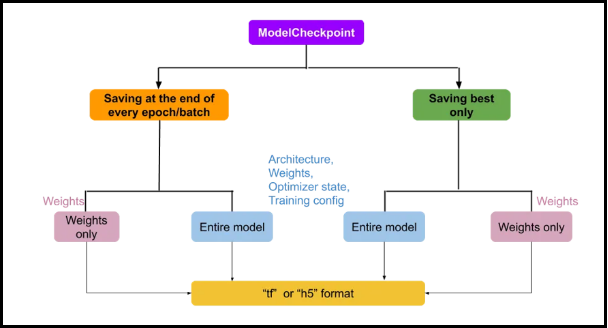 ModelCheckpoint
Saving at the end of
every epoch/batch
Saving best
only
Architecture,
Weights,
Optimizer state,
Training config
Weights
Weights
Weights
only
Entire model
Entire model
Weights only
“tf” or “h5” format